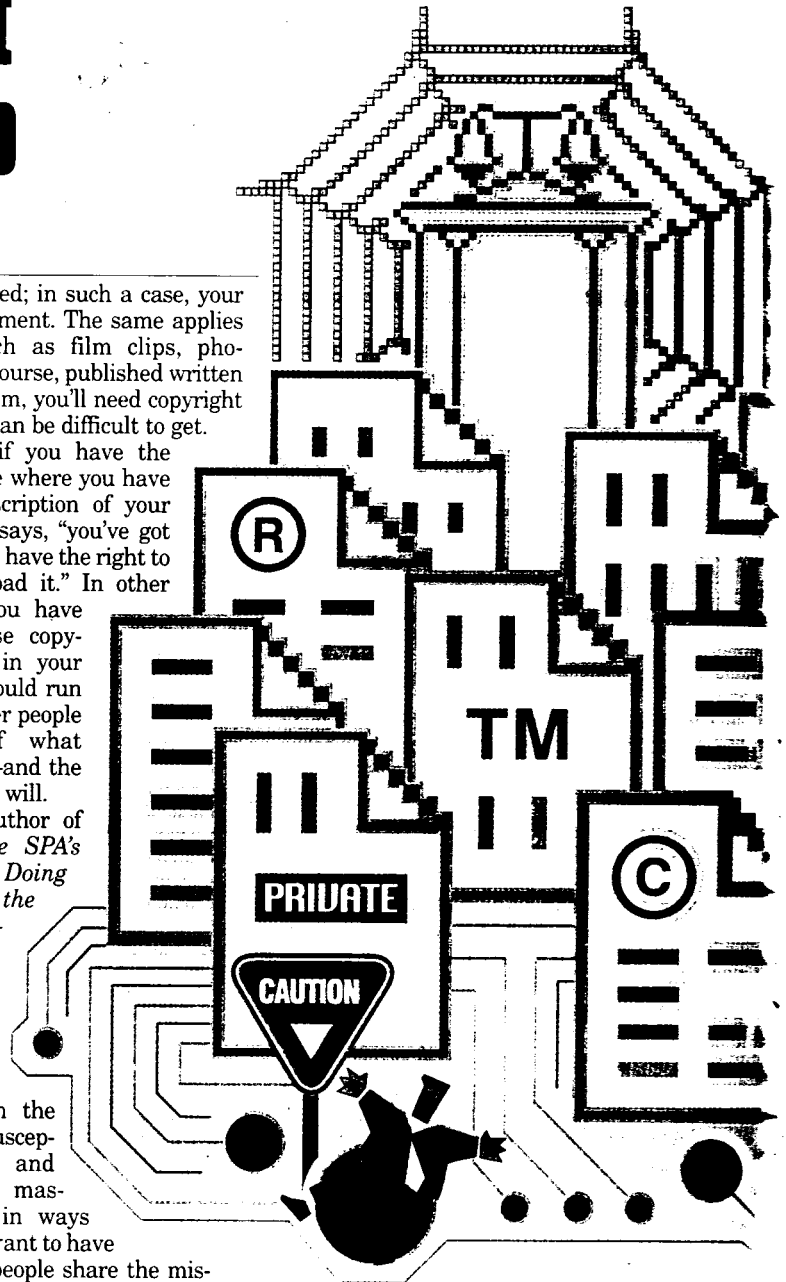 ed; in such a case, your
ment. The same applies
ch as film clips, pho-
ourse, published written
m, you'll need copyright
an be difficult to get.
if you have the
e where you have
scription of your
says, "you've got
have the right to
oad it." In other
ou have
se copy-
in your
ould run
er people
f what
-and the
will.
uthor of
e SPA's
Doing
the
n the
uscep-
and
mas-
in ways
ant to have
people share the mis-
R
TM
PRIVATE
C
CAUTION